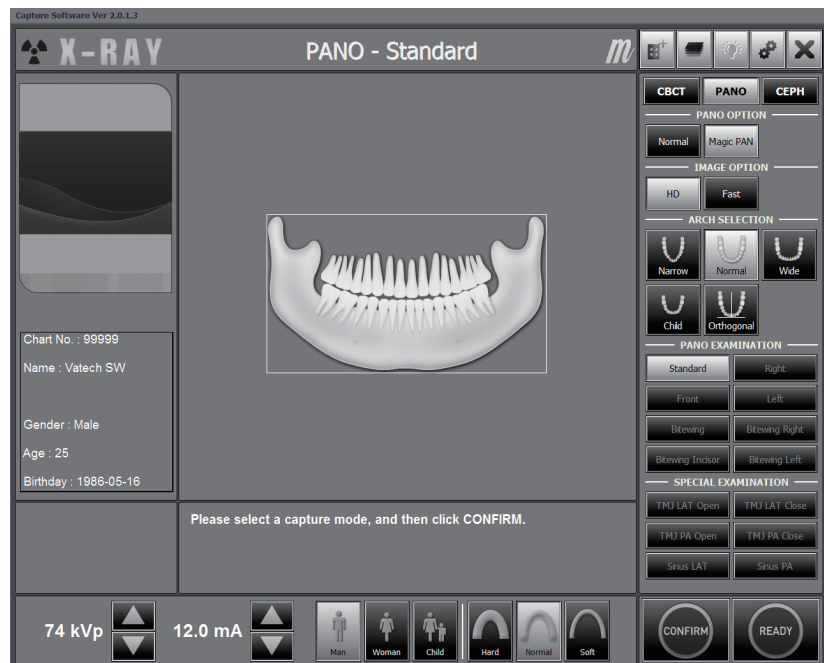 Capture Software Ver 2.0.1.3
X-RAY
PANO - Standard
m
CBCT PANO CEPH
PANO OPTION
Normal Magic PAN
IMAGE OPTION
HD Fast
ARCH SELECTION
Narrow Normal Wide
Child Orthogonal
PANO EXAMINATION
Standard Right
Front Left
Bitewing Bitewing Right
Bitewing Incisor Bitewing Left
SPECIAL EXAMINATION
TMJ LAT Open TMJ LAT Close
TMJ PA Open TMJ PA Close
Sinus LAT Sinus PA
Chart No. : 99999
Name : Vatech SW
Gender : Male
Age : 25
Birthday : 1986-05-16
Please select a capture mode, and then click CONFIRM.
74 kVp 12.0 mA
Man Woman Child Hard Normal Soft
CONFIRM READY